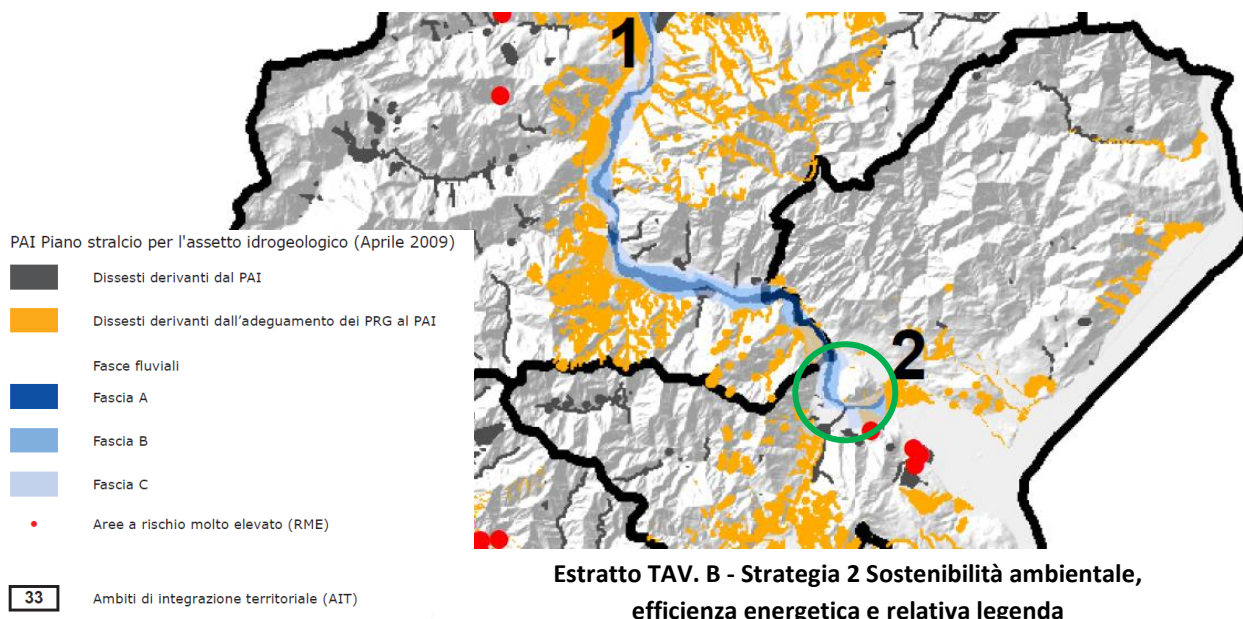 1
2
PAI Piano stralcio per l'assetto idrogeologico (Aprile 2009)
Dissesti derivanti dal PAI
Dissesti derivanti dall'adeguamento dei PRG al PAI
Fasce fluviali
Fascia A
Fascia B
Fascia C
Aree a rischio molto elevato (RME)
33 Ambiti di integrazione territoriale (AIT)
Estratto TAV. B - Strategia 2 Sostenibilità ambientale,
efficienza energetica e relativa legenda